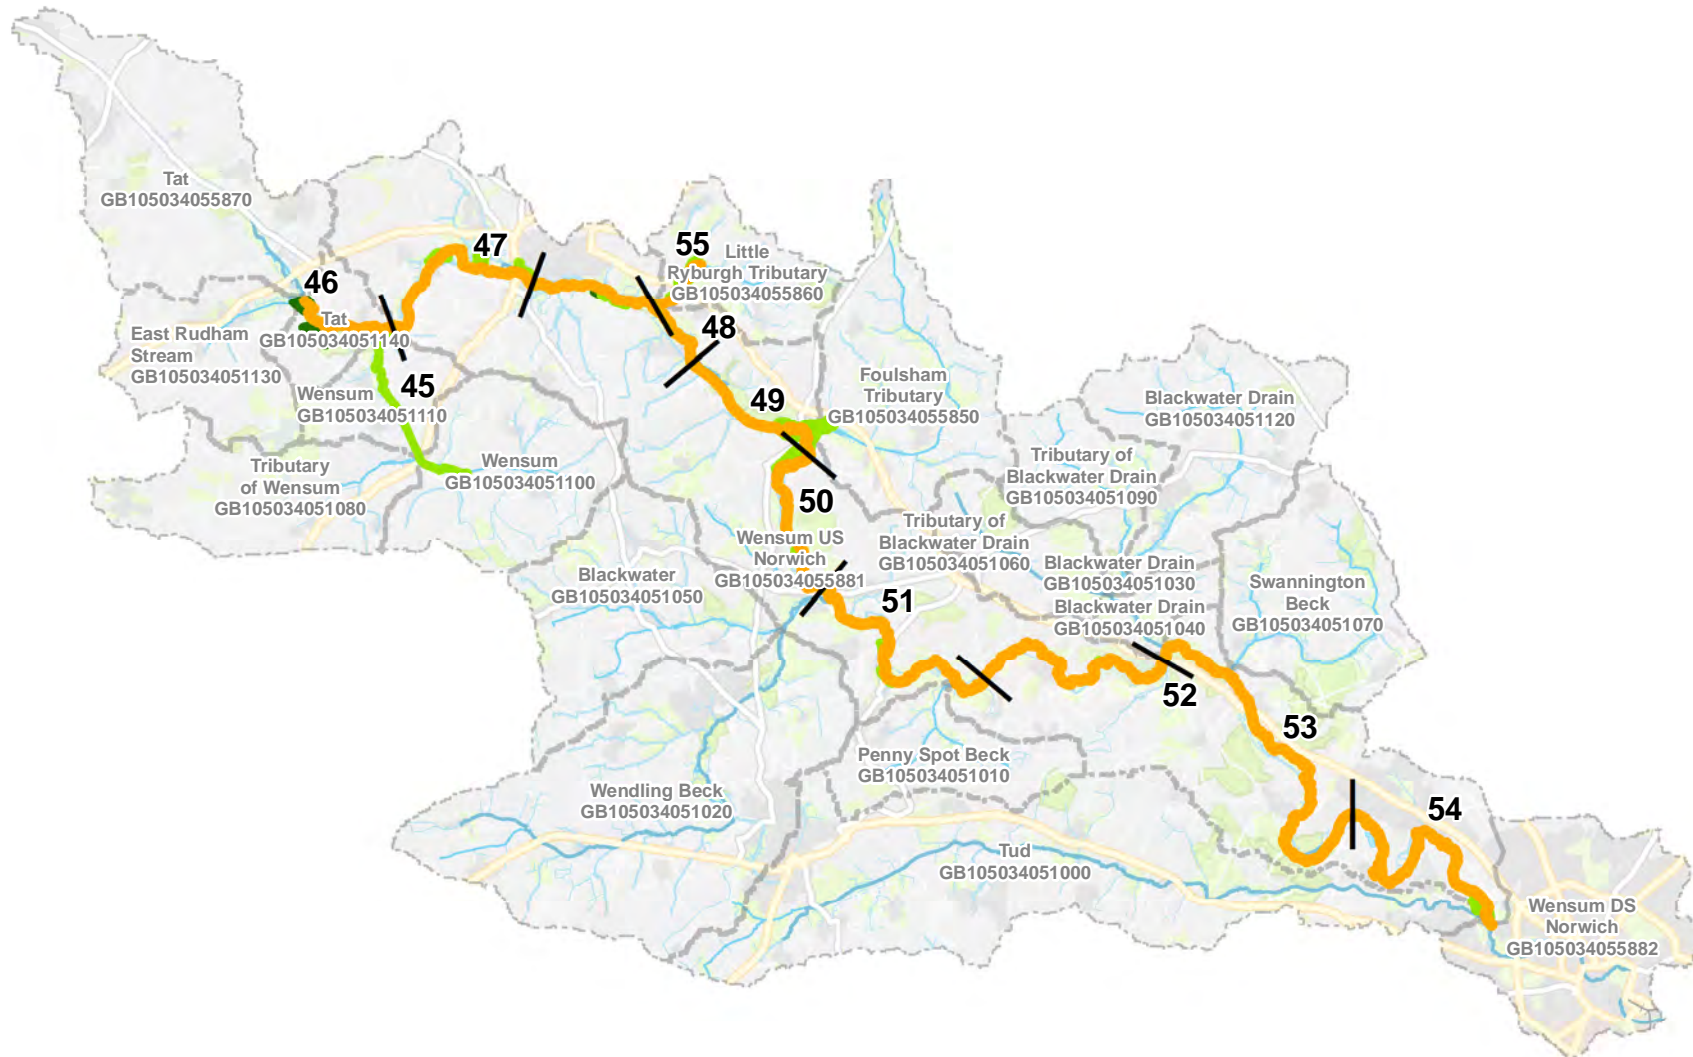 Tat
GB105034055870
46
47
55
Little
Ryburgh Tributary
GB105034055860
East Rudham
Stream
GB105034051130
Tat
GB105034051140
48
45
Wensum
GB105034051110
49
Foulsham
Tributary
GB105034055850
Blackwater Drain
GB105034051120
Tributary
of Wensum
GB105034051080
Wensum
GB105034051100
Tributary of
Blackwater Drain
GB105034051090
50
Wensum US
Norwich
GB105034055881
Tributary of
Blackwater Drain
GB105034051060
Blackwater
GB105034051050
51
Blackwater Drain
GB105034051030
Blackwater Drain
GB105034051040
Swannington
Beck
GB105034051070
52
53
Penny Spot Beck
GB105034051010
Wendling Beck
GB105034051020
54
Tud
GB105034051000
Wensum DS
Norwich
GB105034055882